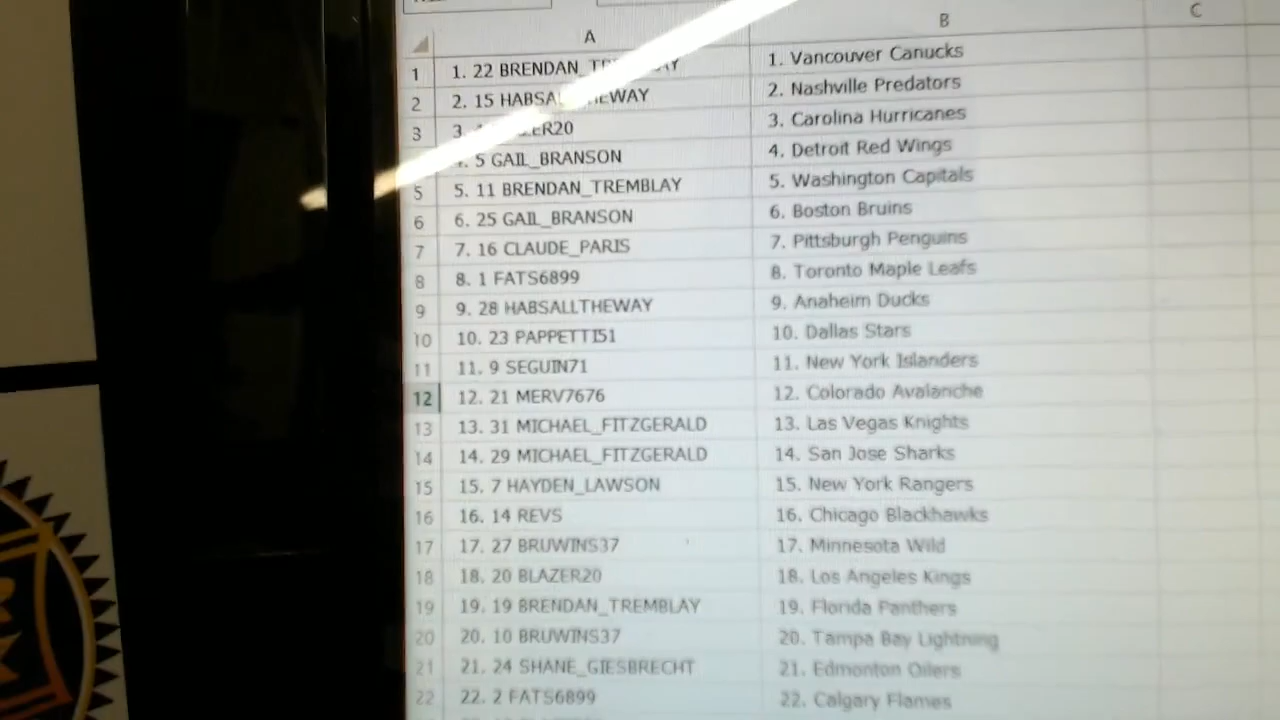 A B C
1 1. 22 BRENDAN_ 1. Vancouver Canucks
2 2. 15 2. Nashville Predators
3 3. 3. Carolina Hurricanes
5 GAIL_BRANSON 4. Detroit Red Wings
5 5. 11 BRENDAN_TREMBLAY 5. Washington Capitals
6 6. 25 GAIL_BRANSON 6. Boston Bruins
7 7. 16 CLAUDE_PARIS 7. Pittsburgh Penguins
8 8. 1 FATS6899 8. Toronto Maple Leafs
9 9. 28 HABSALLTHEWAY 9. Anaheim Ducks
10 10. 23 PAPPETTI51 10. Dallas Stars
11 11. 9 SEGUIN71 11. New York Islanders
12 12. 21 MERV7676 12. Colorado Avalanche
13 13. 31 MICHAEL_FITZGERALD 13. Las Vegas Knights
14 14. 29 MICHAEL_FITZGERALD 14. San Jose Sharks
15 15. 7 HAYDEN_LAWSON 15. New York Rangers
16 16. 14 REVS 16. Chicago Blackhawks
17 17. 27 BRUWINS37 17. Minnesota Wild
18 18. 20 BLAZER20 18. Los Angeles Kings
19 19. 19 BRENDAN_TREMBLAY 19. Florida Panthers
20 20. 10 BRUWINS37 20. Tampa Bay Lightning
21 21. 24 SHANE_GIESBRECHT 21. Edmonton Oilers
22 22. 2 FATS6899 22. Calgary Flames